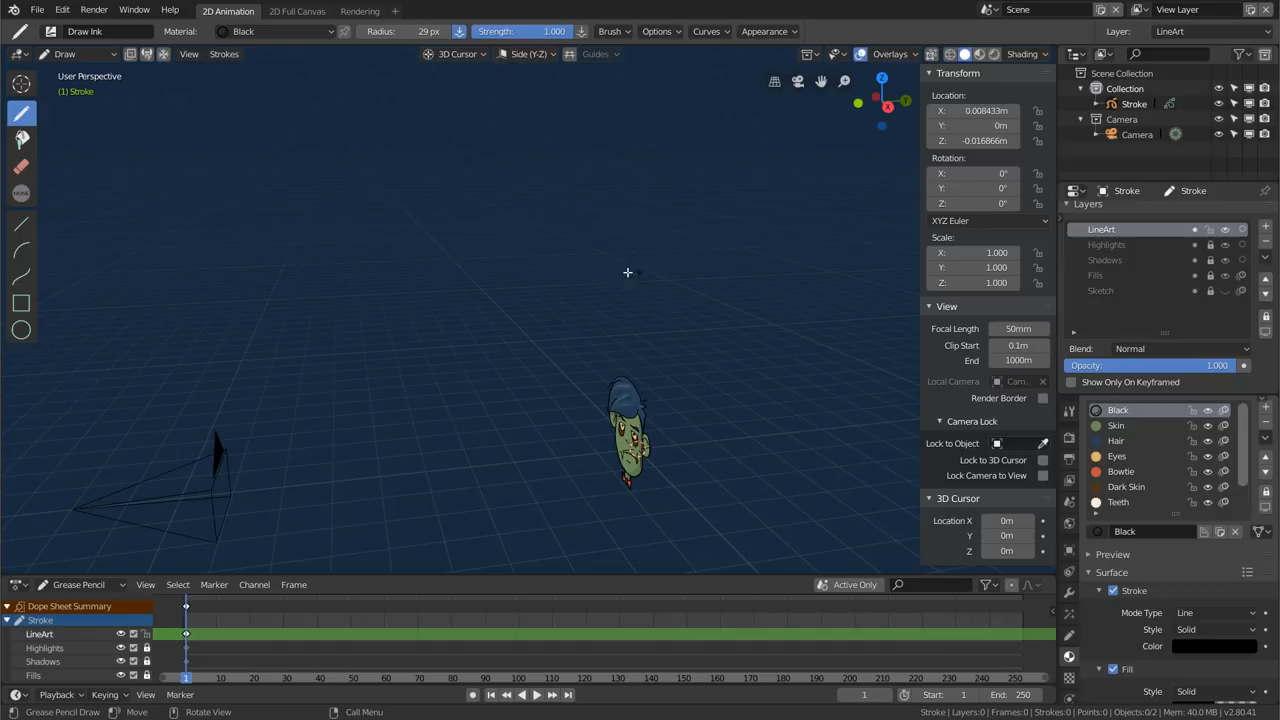 File Edit Render Window Help 2D Animation 2D Full Canvas Rendering + Scene View Layer
Draw Ink Material: Black Radius: 29 px Strength: 1.000 Brush Options Curves Appearance Layer: LineArt
Draw View Strokes 3D Cursor Side (Y-Z) Guides Overlays Shading
User Perspective
(1) Stroke
Z
Y
X
Transform
Location:
X: 0.008433m
Y: 0m
Z: -0.016866m
Rotation:
X: 0°
Y: 0°
Z: 0°
XYZ Euler
Scale:
X: 1.000
Y: 1.000
Z: 1.000
View
Focal Length 50mm
Clip Start 0.1m
End 1000m
Local Camera Cam..
Render Border
Camera Lock
Lock to Object
Lock to 3D Cursor
Lock Camera to View
3D Cursor
Location X 0m
Y 0m
Z 0m
Scene Collection
Collection
Stroke
Camera
Camera
Stroke Stroke
Layers
LineArt
Highlights
Shadows
Fills
Sketch
Blend: Normal
Opacity: 1.000
Show Only On Keyframed
Black
Skin
Hair
Eyes
Bowtie
Dark Skin
Teeth
Black
Preview
Surface
Stroke
Mode Type Line
Style Solid
Color
Fill
Style Solid
NONE
Grease Pencil View Select Marker Channel Frame Active Only
Dope Sheet Summary
Stroke
LineArt
Highlights
Shadows
Fills
1 10 20 30 40 50 60 70 80 90 100 110 120 130 140 150 160 170 180 190 200 210 220 230 240 250
Playback Keying View Marker 1 Start: 1 End: 250
Grease Pencil Draw Move Rotate View Call Menu Stroke | Layers:0 | Frames:0 | Strokes:0 | Points:0 | Objects:0/2 | Mem: 40.0 MB | v2.80.41